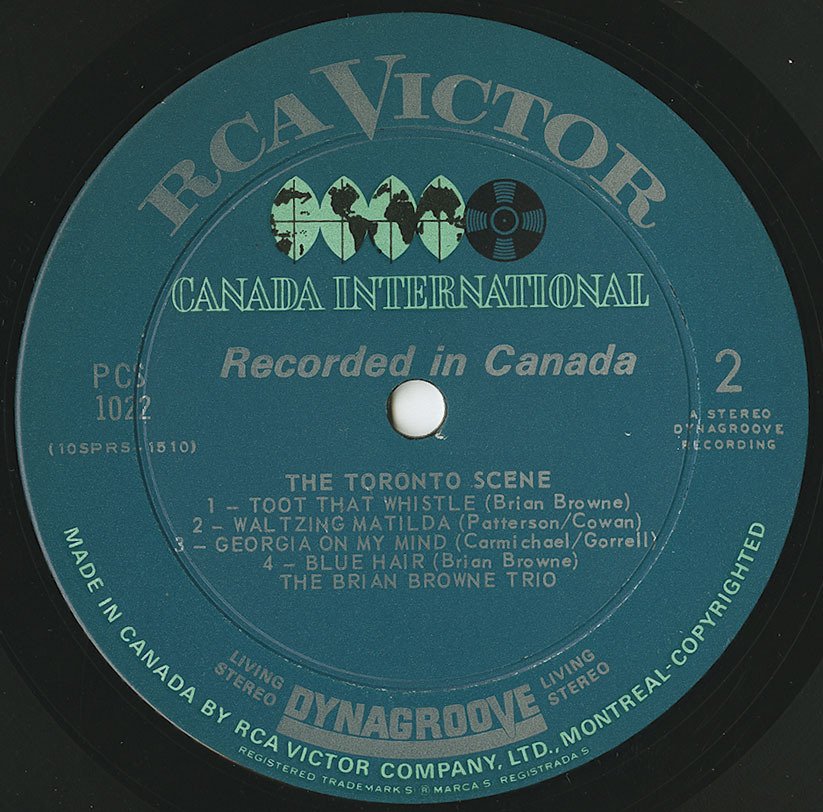 RCA VICTOR
CANADA INTERNATIONAL
Recorded in Canada
PCS
1022
(10SPRS-1510)
2
A STEREO
DYNAGROOVE
RECORDING
THE TORONTO SCENE
1 – TOOT THAT WHISTLE (Brian Browne)
2 – WALTZING MATILDA (Patterson/Cowan)
3 – GEORGIA ON MY MIND (Carmichael/Gorrell)
4 – BLUE HAIR (Brian Browne)
THE BRIAN BROWNE TRIO
LIVING
STEREO
DYNAGROOVE
LIVING
STEREO
MADE IN CANADA BY RCA VICTOR COMPANY, LTD., MONTREAL-COPYRIGHTED
REGISTERED TRADEMARKS ® MARCAS REGISTRADAS